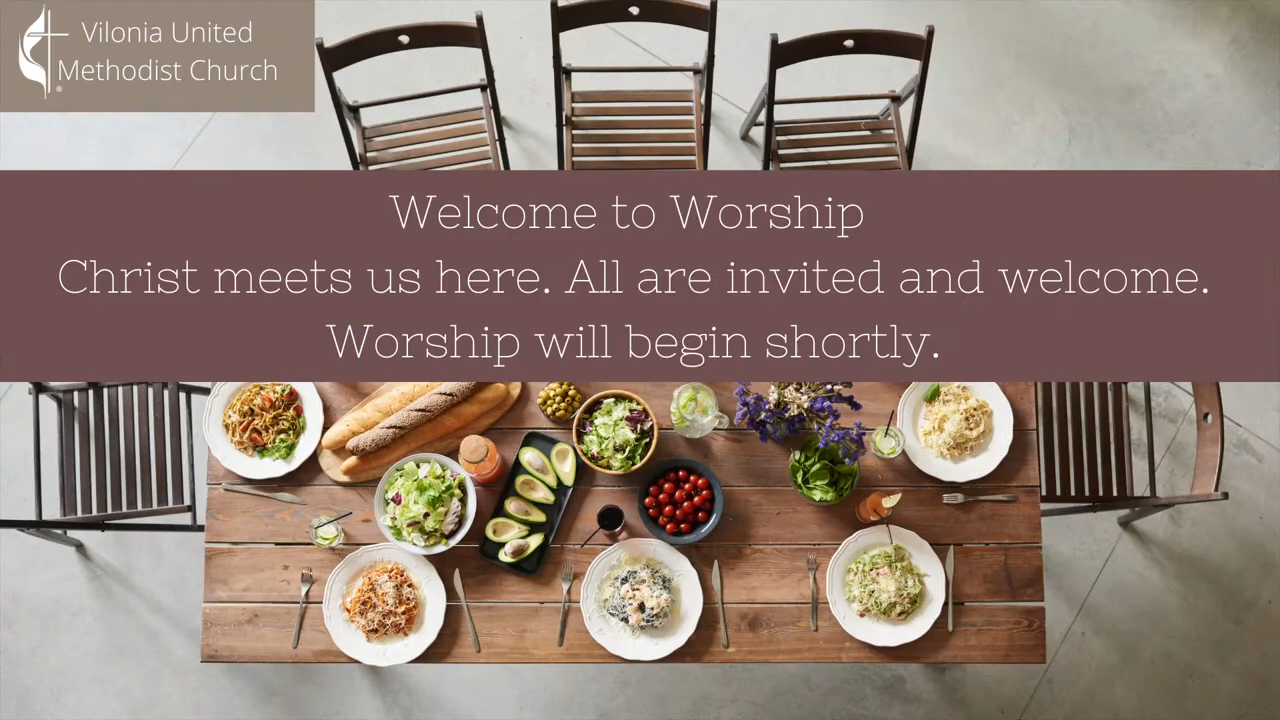 Vilonia United
Methodist Church
®
Welcome to Worship
Christ meets us here. All are invited and welcome.
Worship will begin shortly.